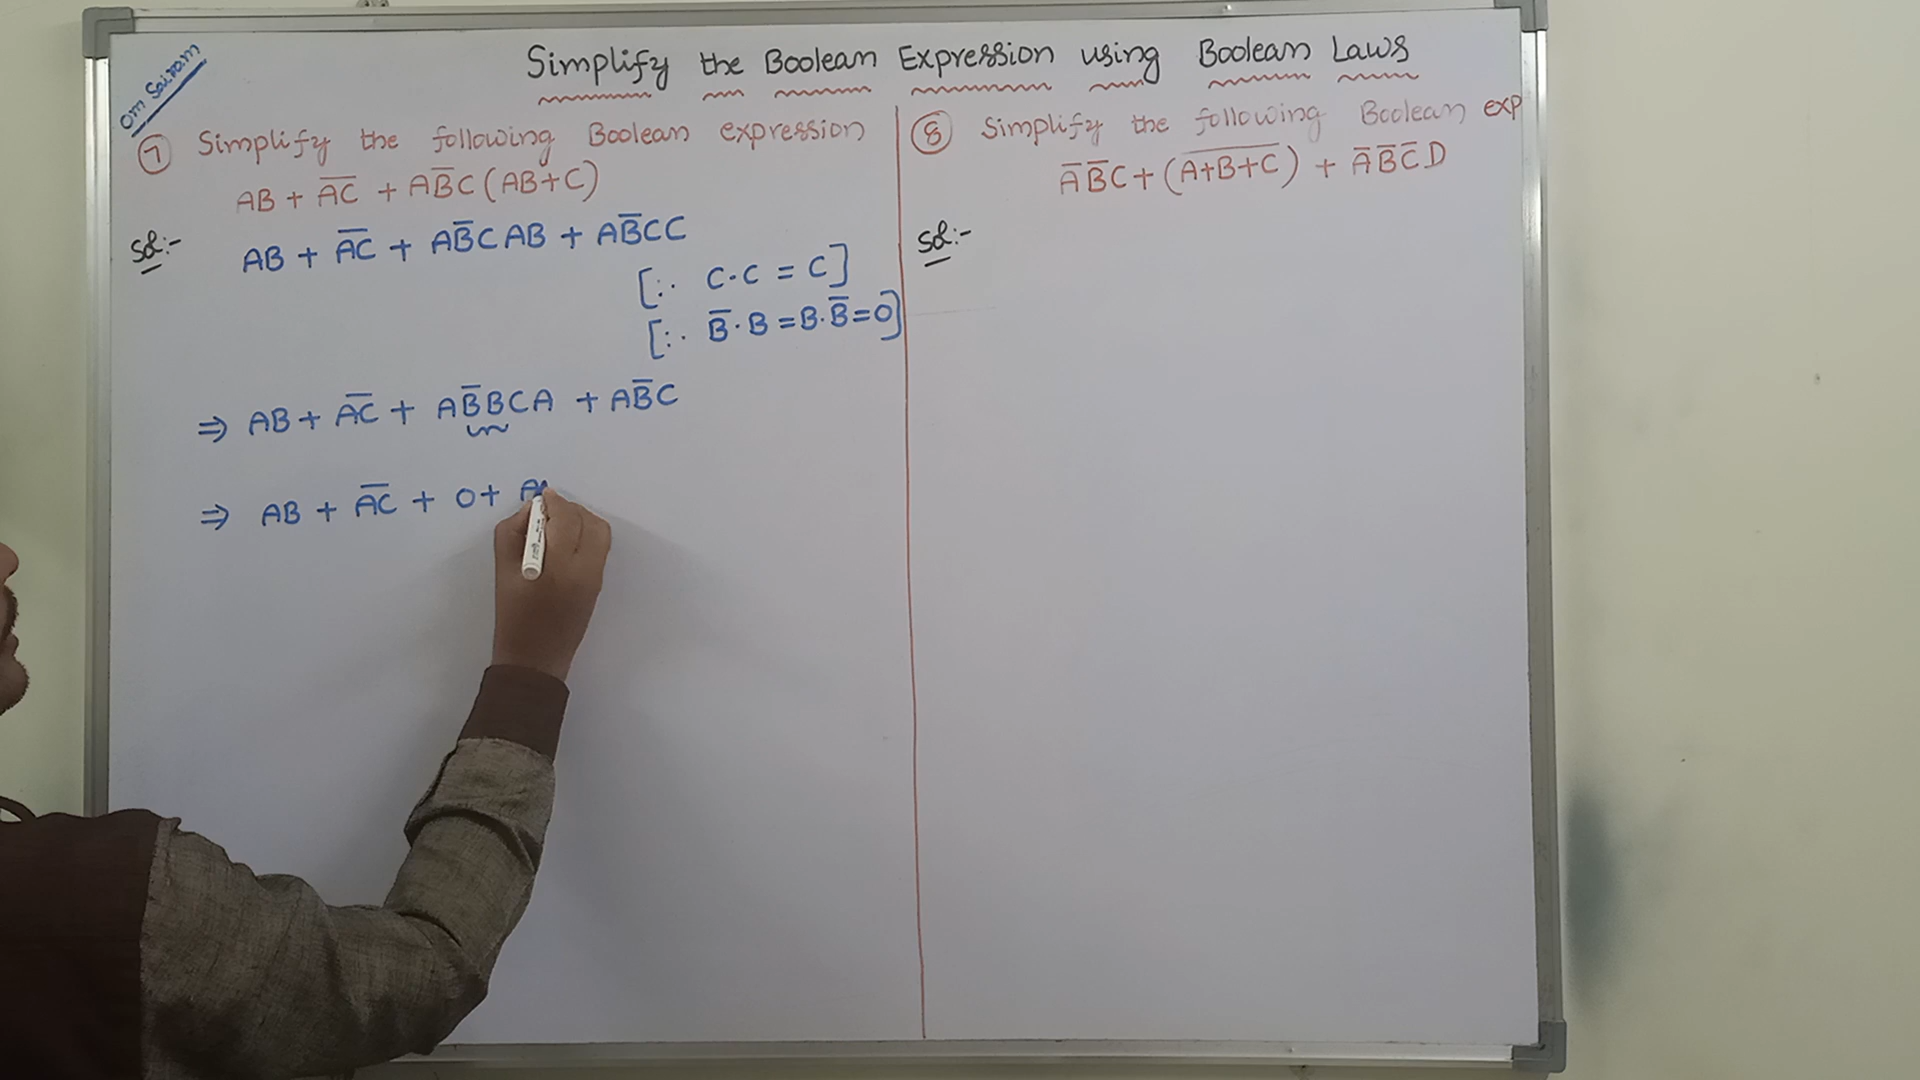 Om Sairam
Simplify the Boolean Expression using Boolean Laws
⑦ Simplify the following Boolean expression
AB + A̅C̅ + AB̅C (AB+C)
Sol:-
AB + A̅C̅ + AB̅CAB + AB̅CC
[∵ C·C = C]
[∵ B̅·B = B·B̅ = 0]
⇒ AB + A̅C̅ + AB̅BCA + AB̅C
⇒ AB + A̅C̅ + 0 + A
⑧ Simplify the following Boolean exp
A̅B̅C + (A̅+̅B̅+̅C̅) + A̅B̅C̅D
Sol:-